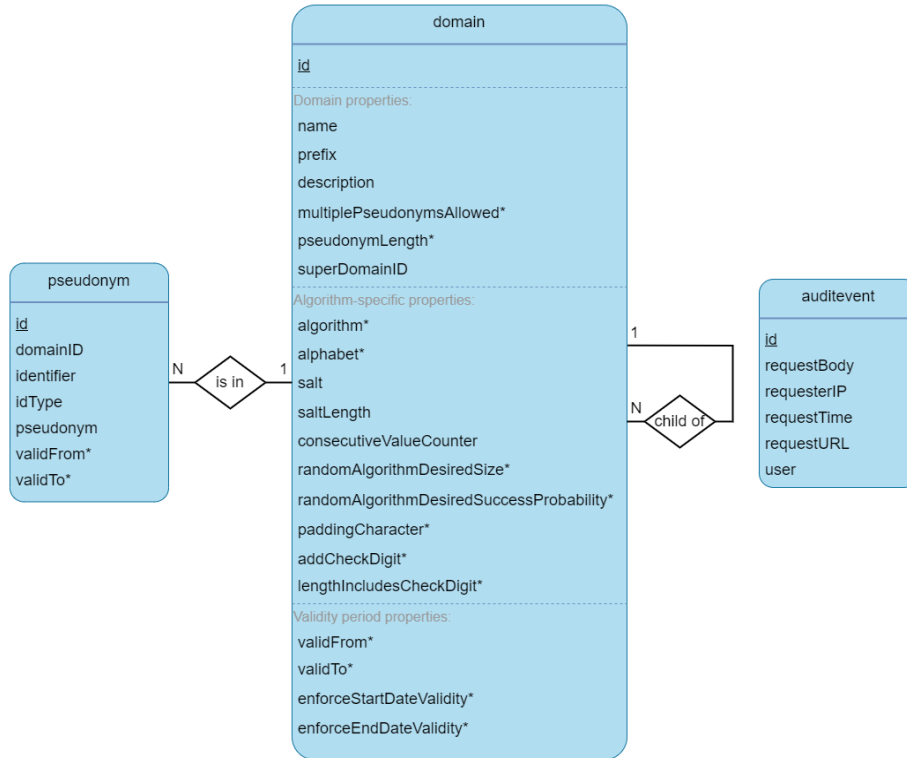 domain
id
Domain properties:
name
prefix
description
multiplePseudonymsAllowed*
pseudonymLength*
superDomainID
Algorithm-specific properties:
algorithm*
alphabet*
salt
saltLength
consecutiveValueCounter
randomAlgorithmDesiredSize*
randomAlgorithmDesiredSuccessProbability*
paddingCharacter*
addCheckDigit*
lengthIncludesCheckDigit*
Validity period properties:
validFrom*
validTo*
enforceStartDateValidity*
enforceEndDateValidity*
pseudonym
id
domainID
identifier
idType
pseudonym
validFrom*
validTo*
N
is in
1
1
N
child of
auditevent
id
requestBody
requesterIP
requestTime
requestURL
user